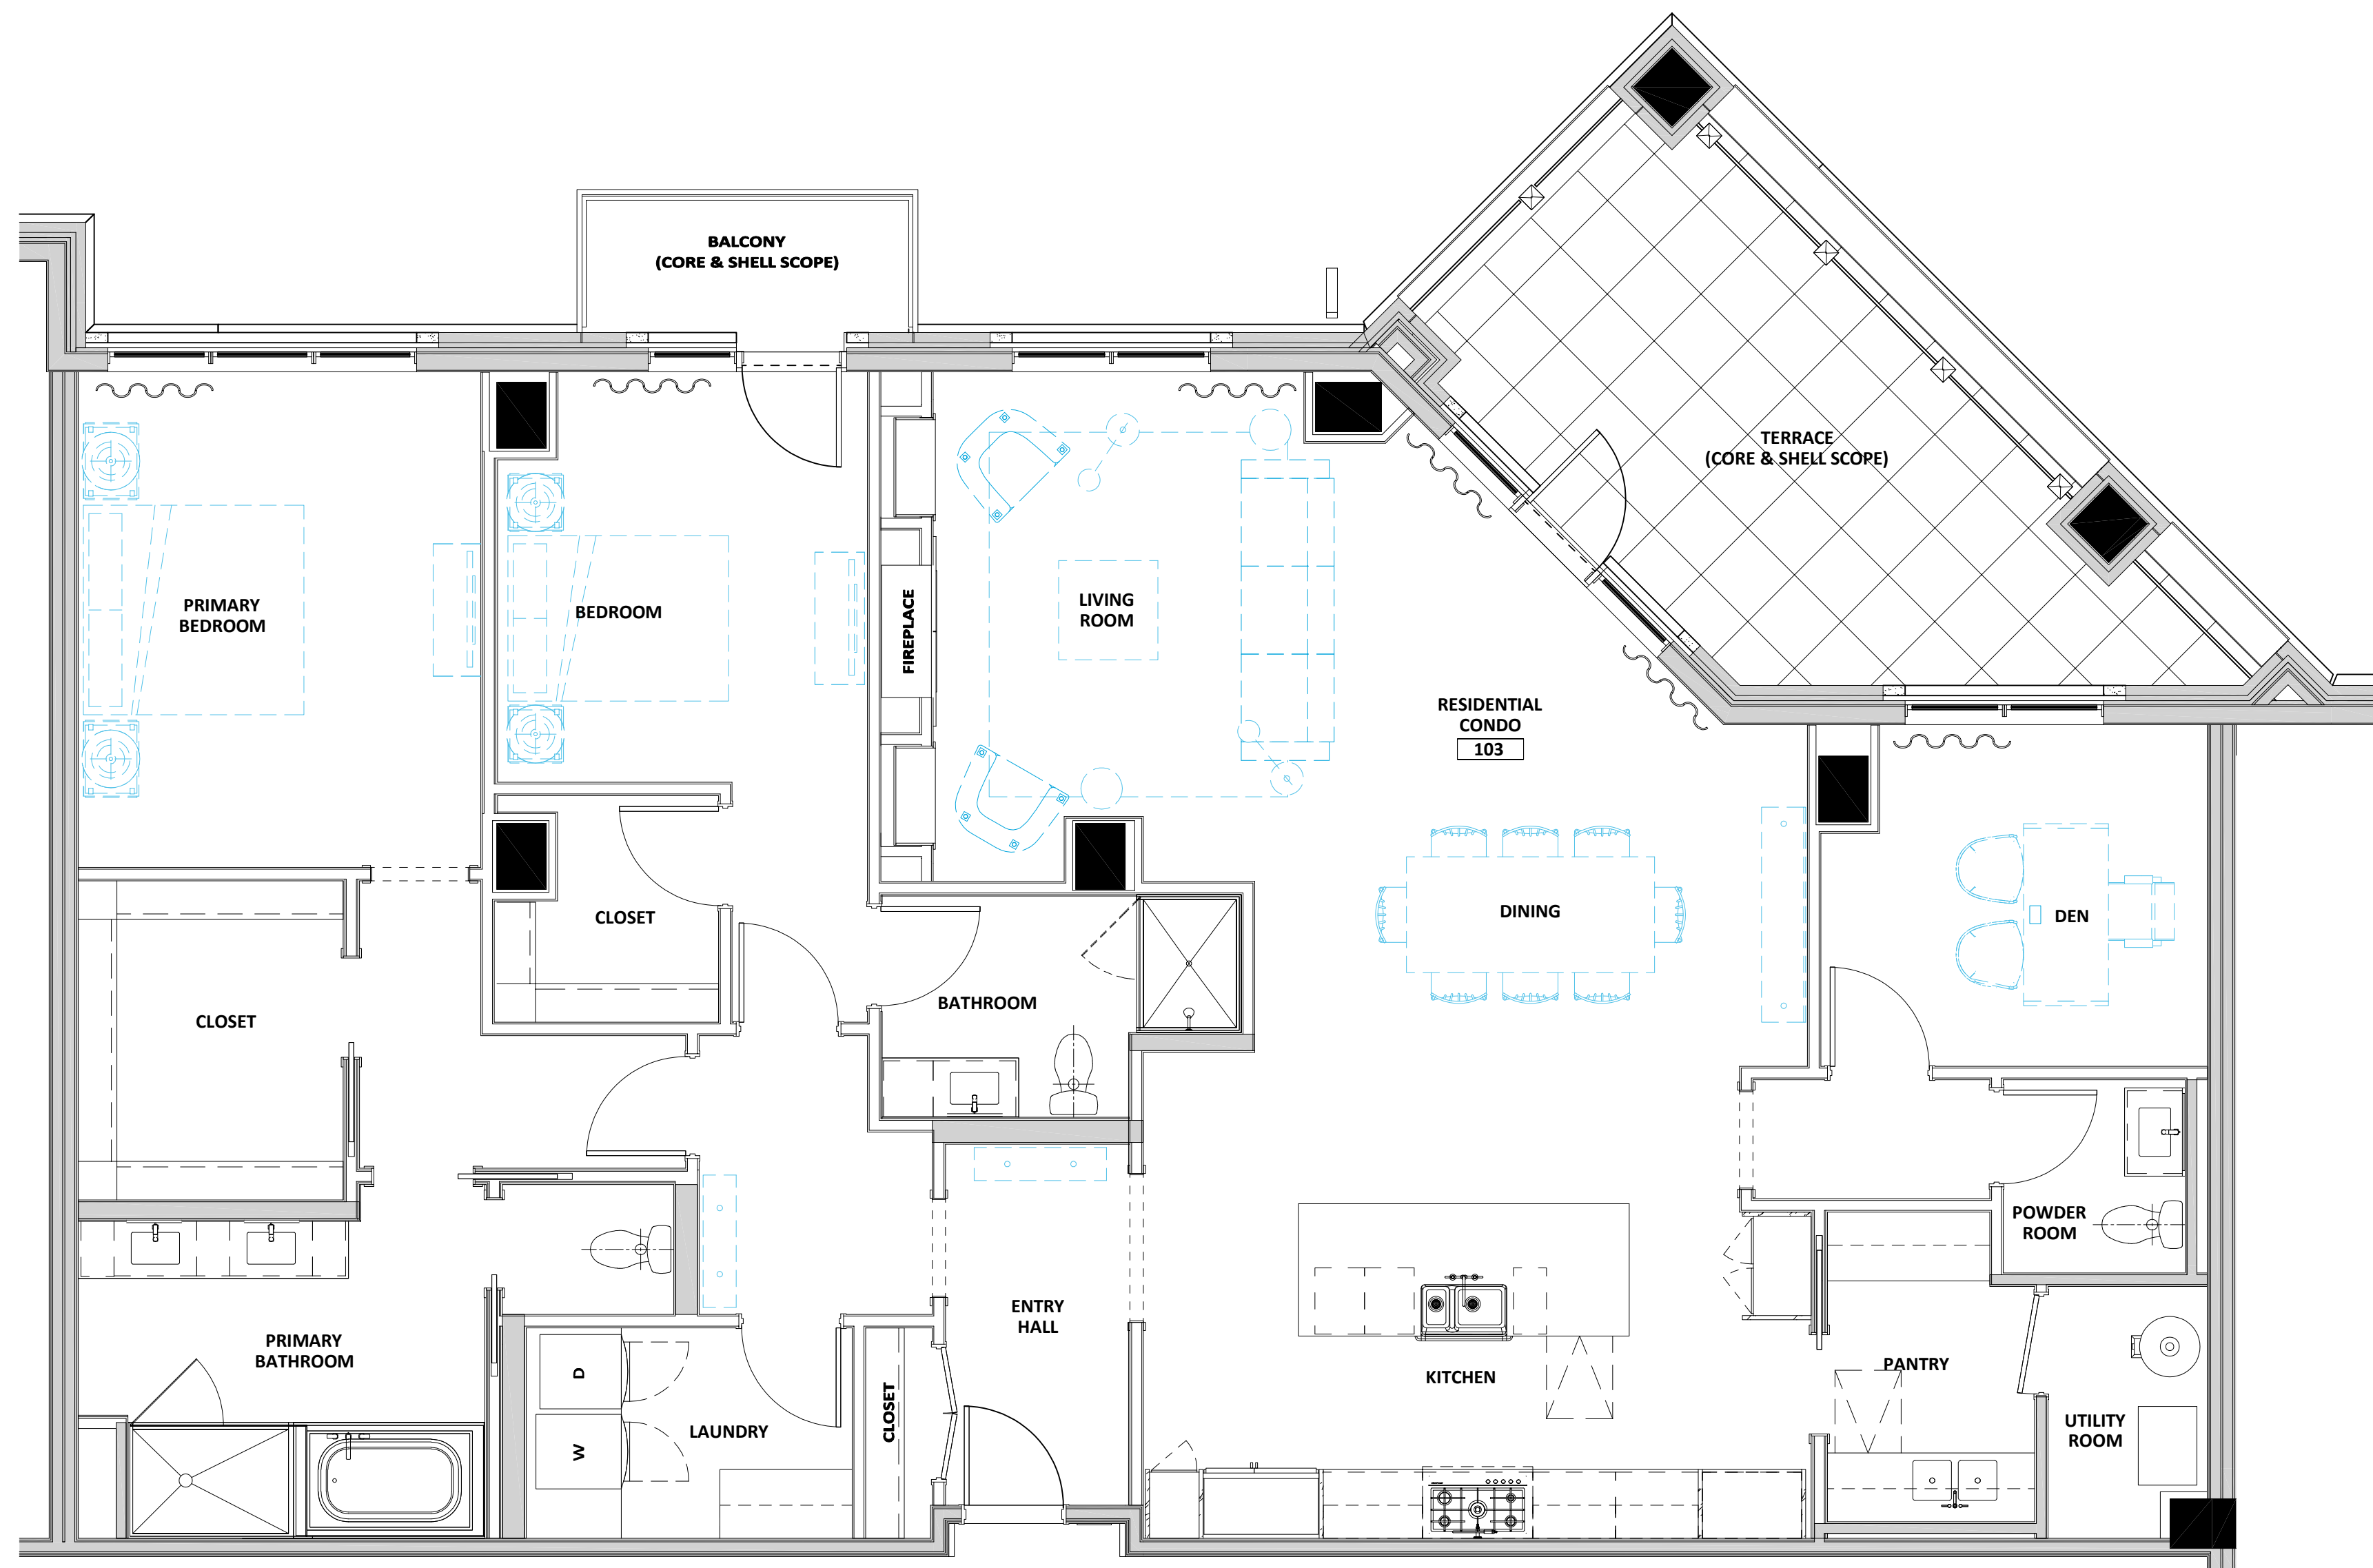 BALCONY
(CORE & SHELL SCOPE)
TERRACE
(CORE & SHELL SCOPE)
PRIMARY
BEDROOM
BEDROOM
FIREPLACE
LIVING
ROOM
RESIDENTIAL
CONDO
103
CLOSET
DINING
DEN
CLOSET
BATHROOM
POWDER
ROOM
ENTRY
HALL
PRIMARY
BATHROOM
D
W
LAUNDRY
CLOSET
KITCHEN
PANTRY
UTILITY
ROOM